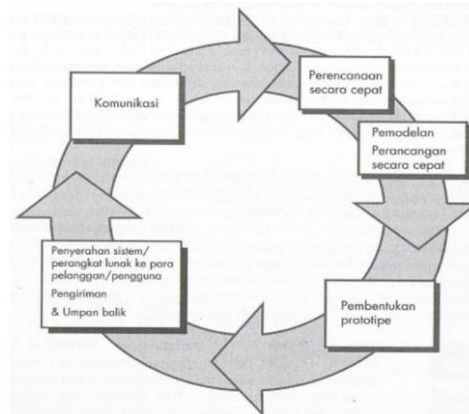 Komunikasi
Perencanaan
secara cepat
Pemodelan
Perancangan
secara cepat
Pembentukan
prototipe
Penyerahan sistem/
perangkat lunak ke para
pelanggan/pengguna
Pengiriman
& Umpan balik